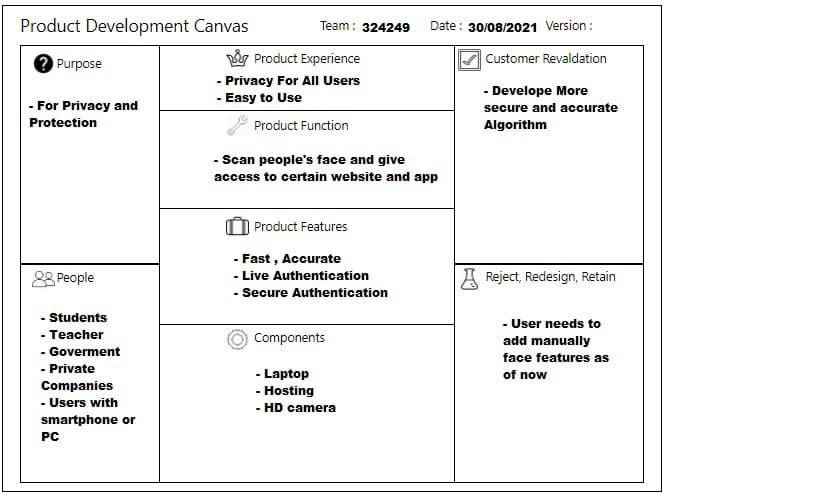 Product Development Canvas
Team : 324249
Date : 30/08/2021
Version :
Purpose
- For Privacy and
Protection
People
- Students
- Teacher
- Goverment
- Private
Companies
- Users with
smartphone or
PC
Product Experience
- Privacy For All Users
- Easy to Use
Product Function
- Scan people's face and give
access to certain website and app
Product Features
- Fast , Accurate
- Live Authentication
- Secure Authentication
Components
- Laptop
- Hosting
- HD camera
Customer Revaldation
- Develope More
secure and accurate
Algorithm
Reject, Redesign, Retain
- User needs to
add manually
face features as
of now